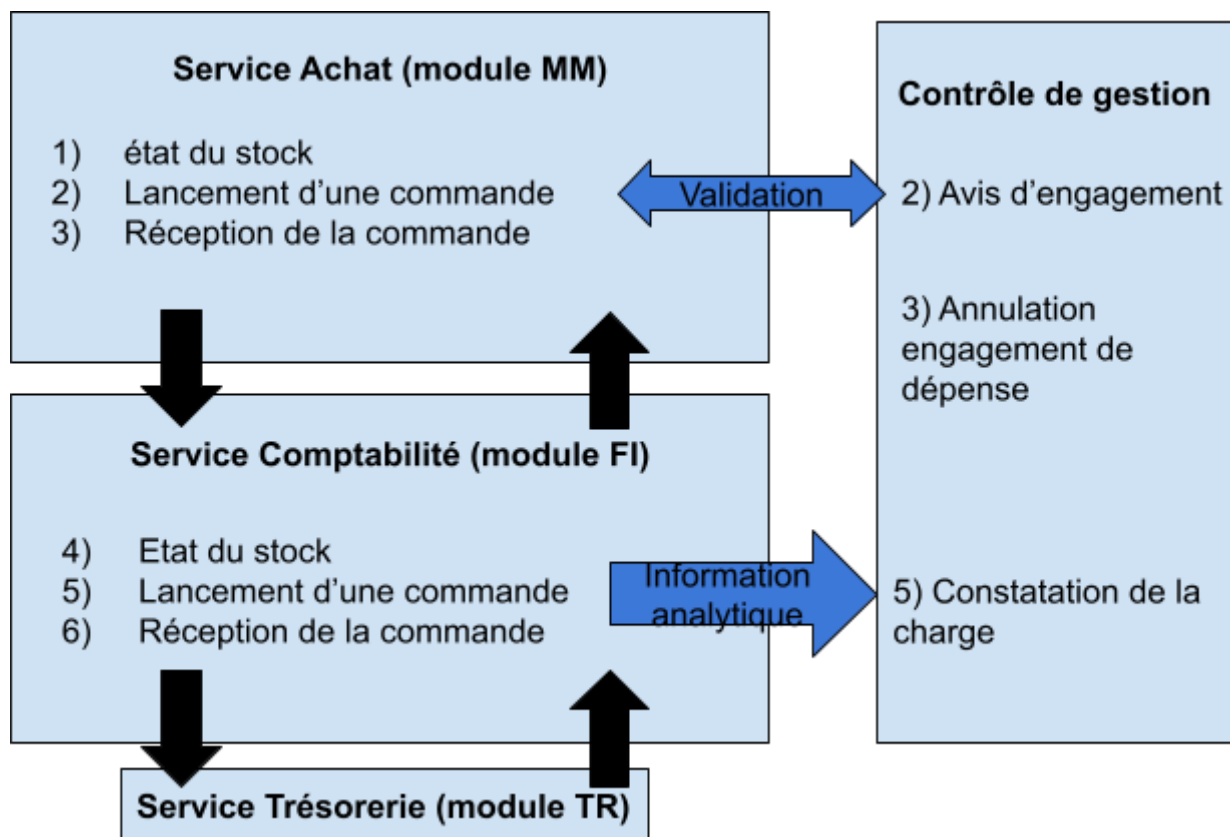 Service Achat (module MM)
1) état du stock
2) Lancement d’une commande
3) Réception de la commande
Validation
Contrôle de gestion
2) Avis d’engagement
3) Annulation
engagement de
dépense
Service Comptabilité (module FI)
4) Etat du stock
5) Lancement d’une commande
6) Réception de la commande
Information
analytique
5) Constatation de la
charge
Service Trésorerie (module TR)